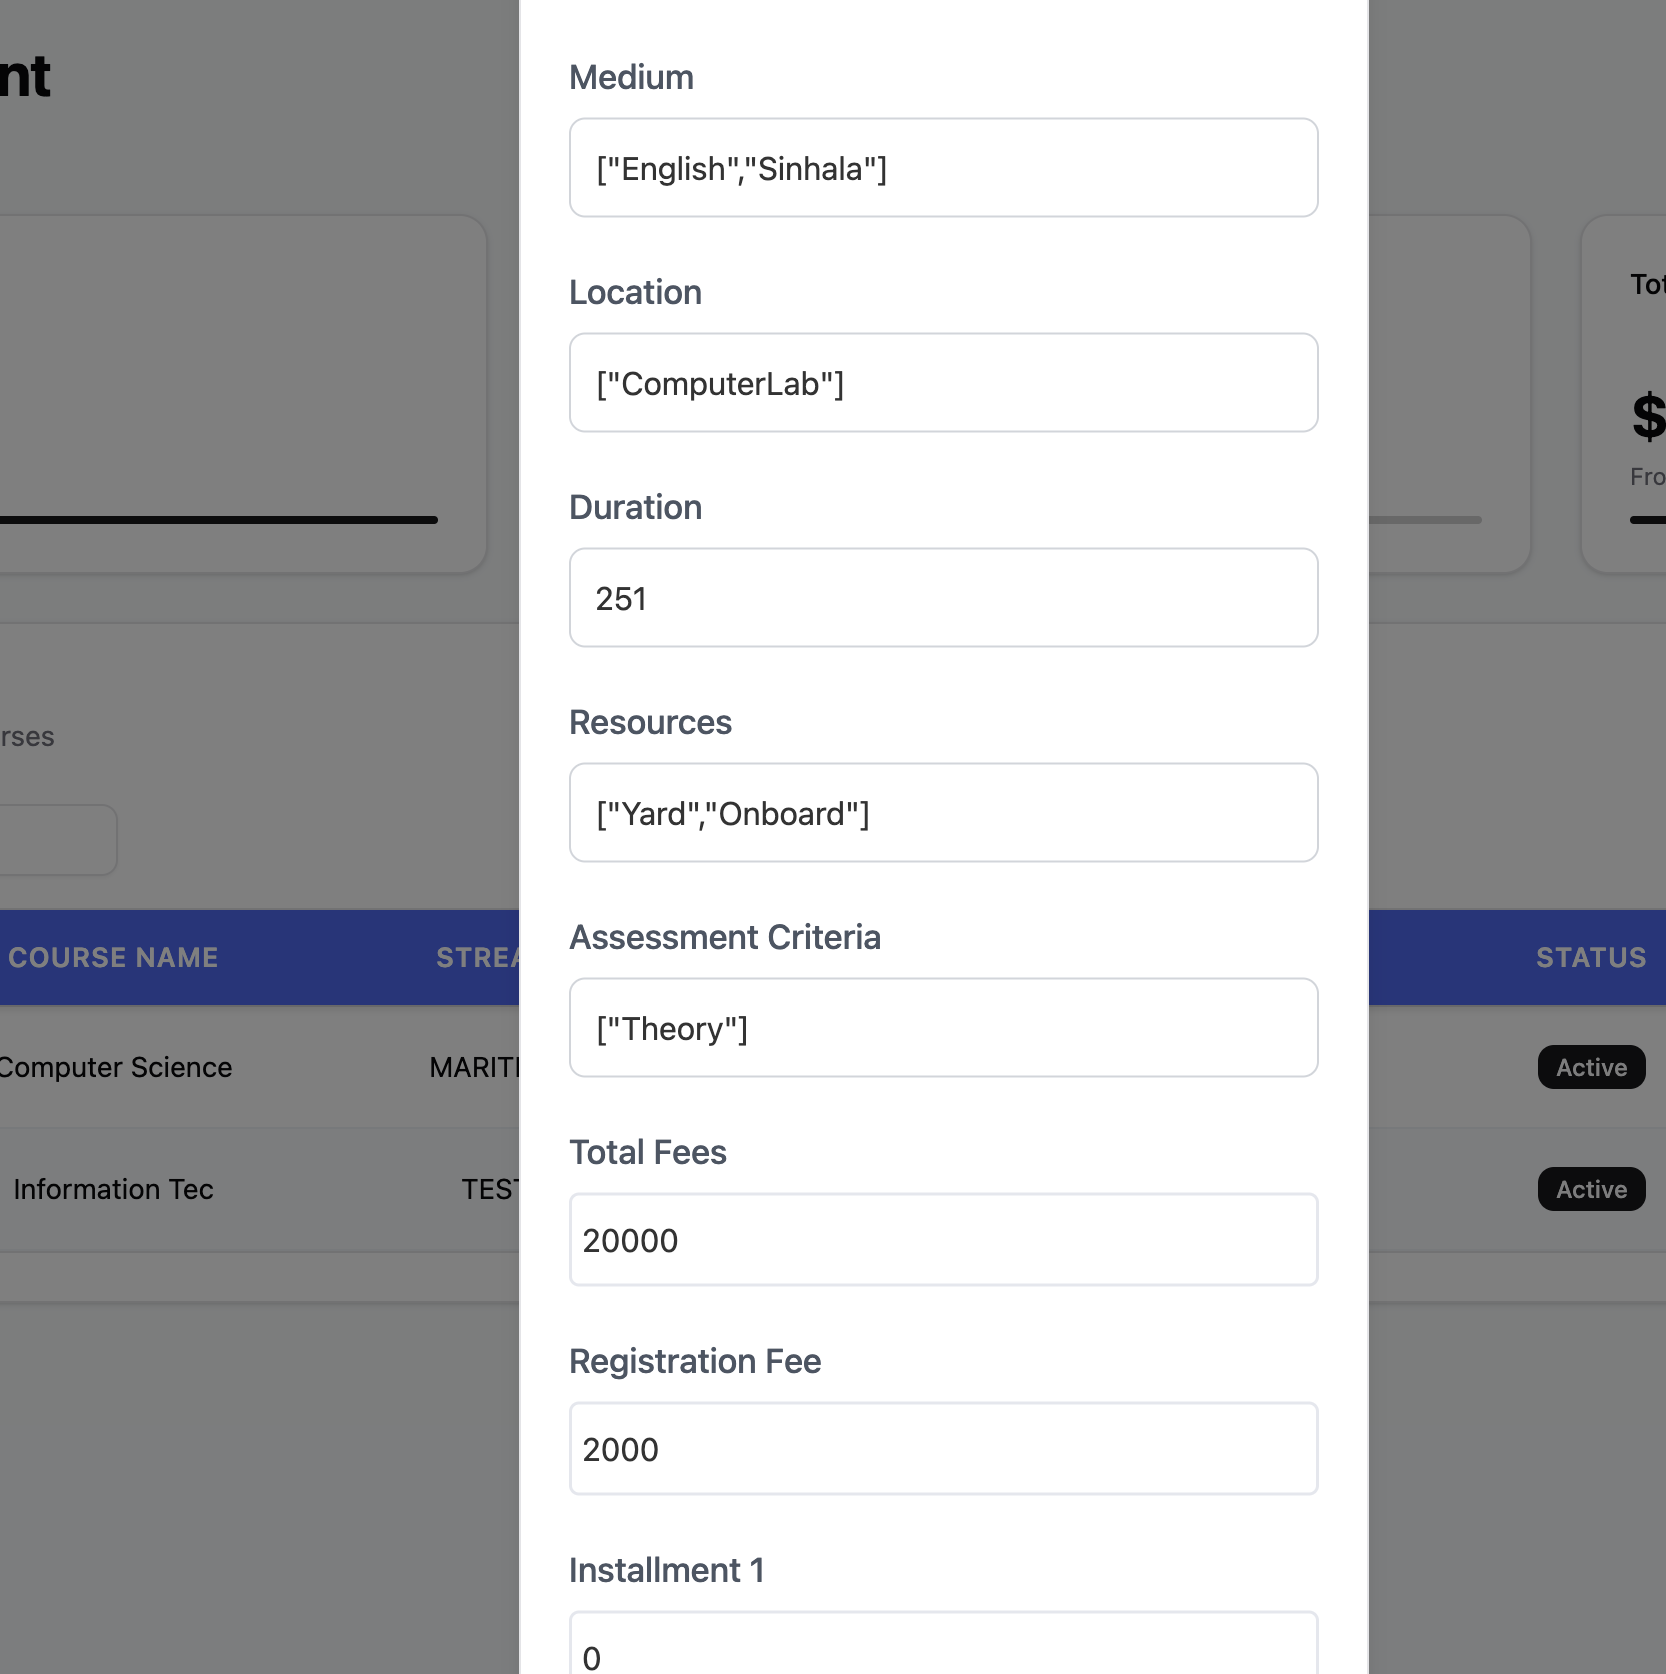 nt
Medium
["English","Sinhala"]
Location
["ComputerLab"]
Duration
251
Resources
["Yard","Onboard"]
Assessment Criteria
["Theory"]
Total Fees
20000
Registration Fee
2000
Installment 1
0
Tot
$
Fro
rses
COURSE NAME STREA STATUS
Computer Science MARITI Active
Information Tec TEST Active